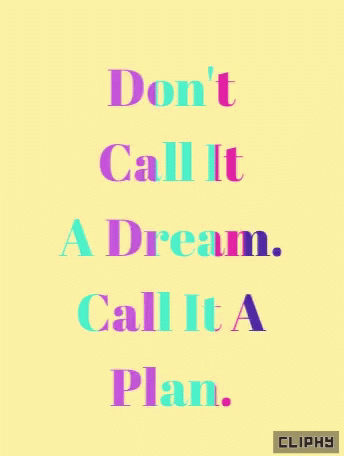 Don't
Call It
A Dream.
Call It A
Plan.
CLIPHY